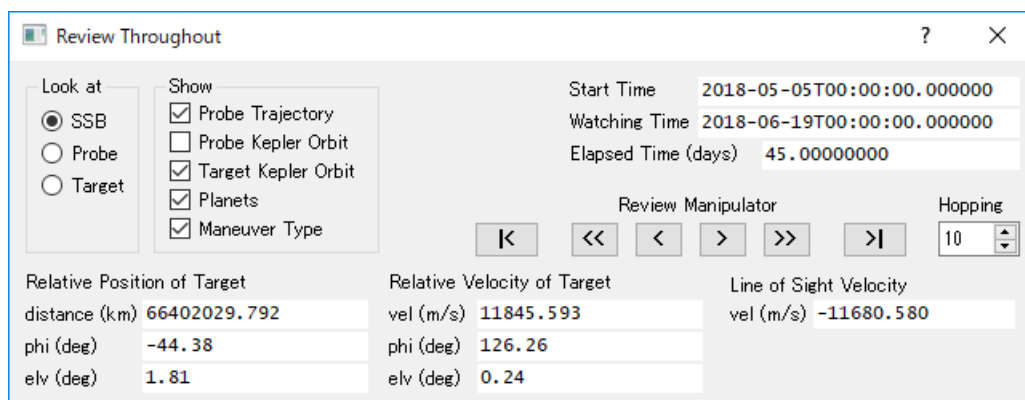 Review Throughout ? ×
Look at
SSB
Probe
Target
Show
Probe Trajectory
Probe Kepler Orbit
Target Kepler Orbit
Planets
Maneuver Type
Start Time 2018-05-05T00:00:00.000000
Watching Time 2018-06-19T00:00:00.000000
Elapsed Time (days) 45.00000000
Review Manipulator
|< << < > >> >|
Hopping
10
Relative Position of Target
distance (km) 66402029.792
phi (deg) -44.38
elv (deg) 1.81
Relative Velocity of Target
vel (m/s) 11845.593
phi (deg) 126.26
elv (deg) 0.24
Line of Sight Velocity
vel (m/s) -11680.580